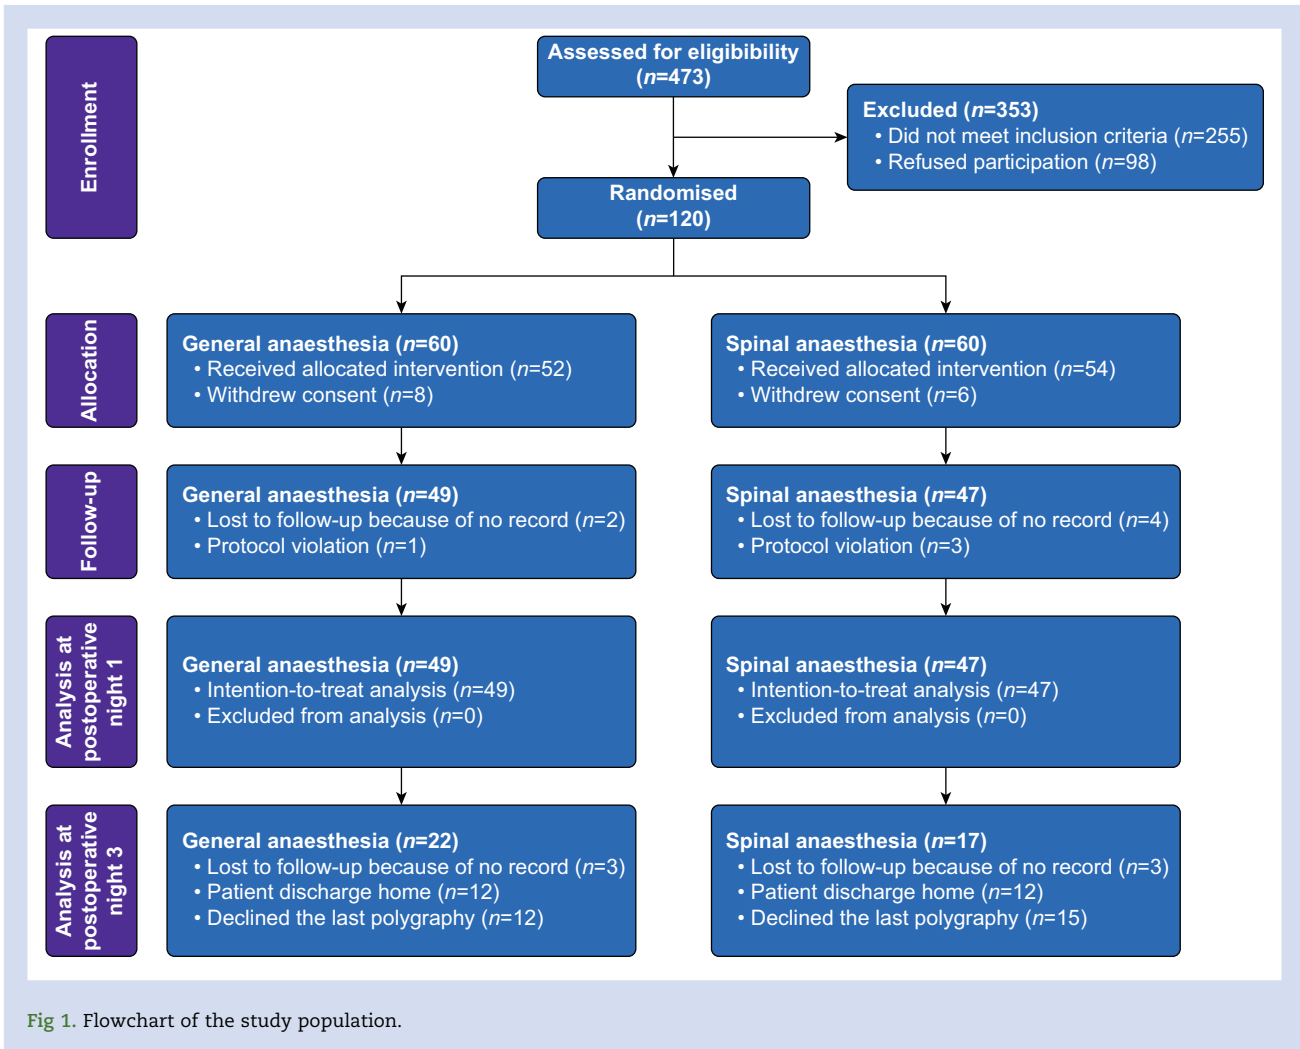 Enrollment
Assessed for eligibibility
(n=473)
Excluded (n=353)
• Did not meet inclusion criteria (n=255)
• Refused participation (n=98)
Randomised
(n=120)
Allocation
General anaesthesia (n=60)
• Received allocated intervention (n=52)
• Withdrew consent (n=8)
Spinal anaesthesia (n=60)
• Received allocated intervention (n=54)
• Withdrew consent (n=6)
Follow-up
General anaesthesia (n=49)
• Lost to follow-up because of no record (n=2)
• Protocol violation (n=1)
Spinal anaesthesia (n=47)
• Lost to follow-up because of no record (n=4)
• Protocol violation (n=3)
Analysis at
postoperative
night 1
General anaesthesia (n=49)
• Intention-to-treat analysis (n=49)
• Excluded from analysis (n=0)
Spinal anaesthesia (n=47)
• Intention-to-treat analysis (n=47)
• Excluded from analysis (n=0)
Analysis at
postoperative
night 3
General anaesthesia (n=22)
• Lost to follow-up because of no record (n=3)
• Patient discharge home (n=12)
• Declined the last polygraphy (n=12)
Spinal anaesthesia (n=17)
• Lost to follow-up because of no record (n=3)
• Patient discharge home (n=12)
• Declined the last polygraphy (n=15)
Fig 1. Flowchart of the study population.